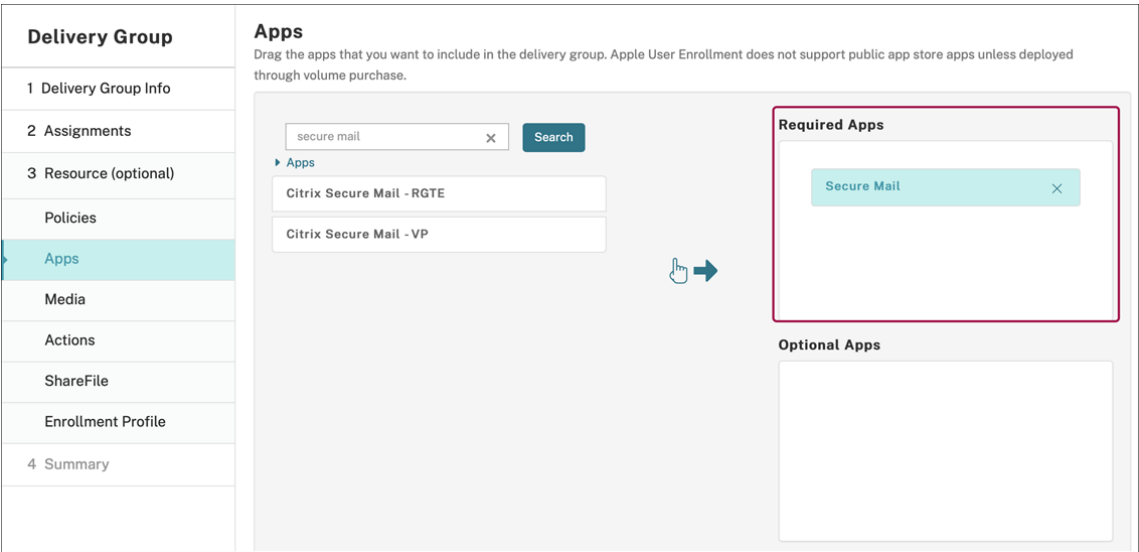 Delivery Group
1 Delivery Group Info
2 Assignments
3 Resource (optional)
Policies
Apps
Media
Actions
ShareFile
Enrollment Profile
4 Summary
Apps
Drag the apps that you want to include in the delivery group. Apple User Enrollment does not support public app store apps unless deployed
through volume purchase.
secure mail
Search
Apps
Citrix Secure Mail - RGTE
Citrix Secure Mail - VP
Required Apps
Secure Mail
Optional Apps